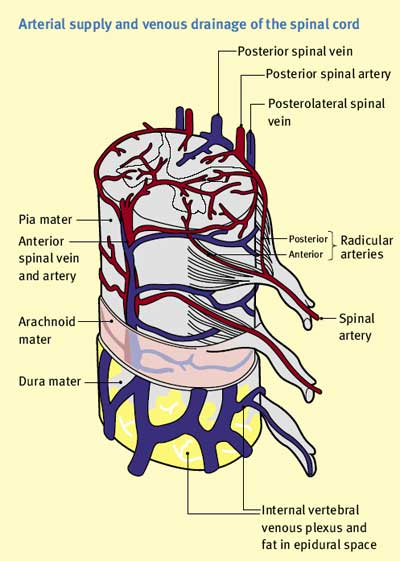 Arterial supply and venous drainage of the spinal cord
Posterior spinal vein
Posterior spinal artery
Posterolateral spinal
vein
Pia mater
Anterior
spinal vein
and artery
Posterior
Anterior
Radicular
arteries
Arachnoid
mater
Spinal
artery
Dura mater
Internal vertebral
venous plexus and
fat in epidural space